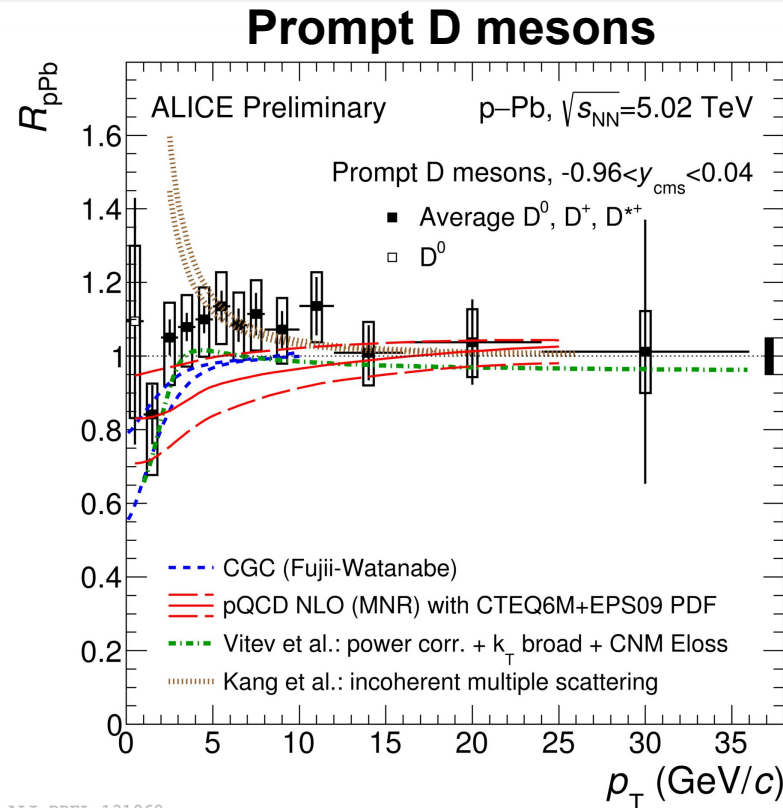 Prompt D mesons
R_pPb
ALICE Preliminary
p–Pb, √s_NN=5.02 TeV
Prompt D mesons, -0.96<y_cms<0.04
Average D⁰, D⁺, D*⁺
D⁰
1.6
1.4
1.2
1
0.8
0.6
0.4
0.2
0
CGC (Fujii-Watanabe)
pQCD NLO (MNR) with CTEQ6M+EPS09 PDF
Vitev et al.: power corr. + k_T broad + CNM Eloss
Kang et al.: incoherent multiple scattering
0 5 10 15 20 25 30 35
p_T (GeV/c)